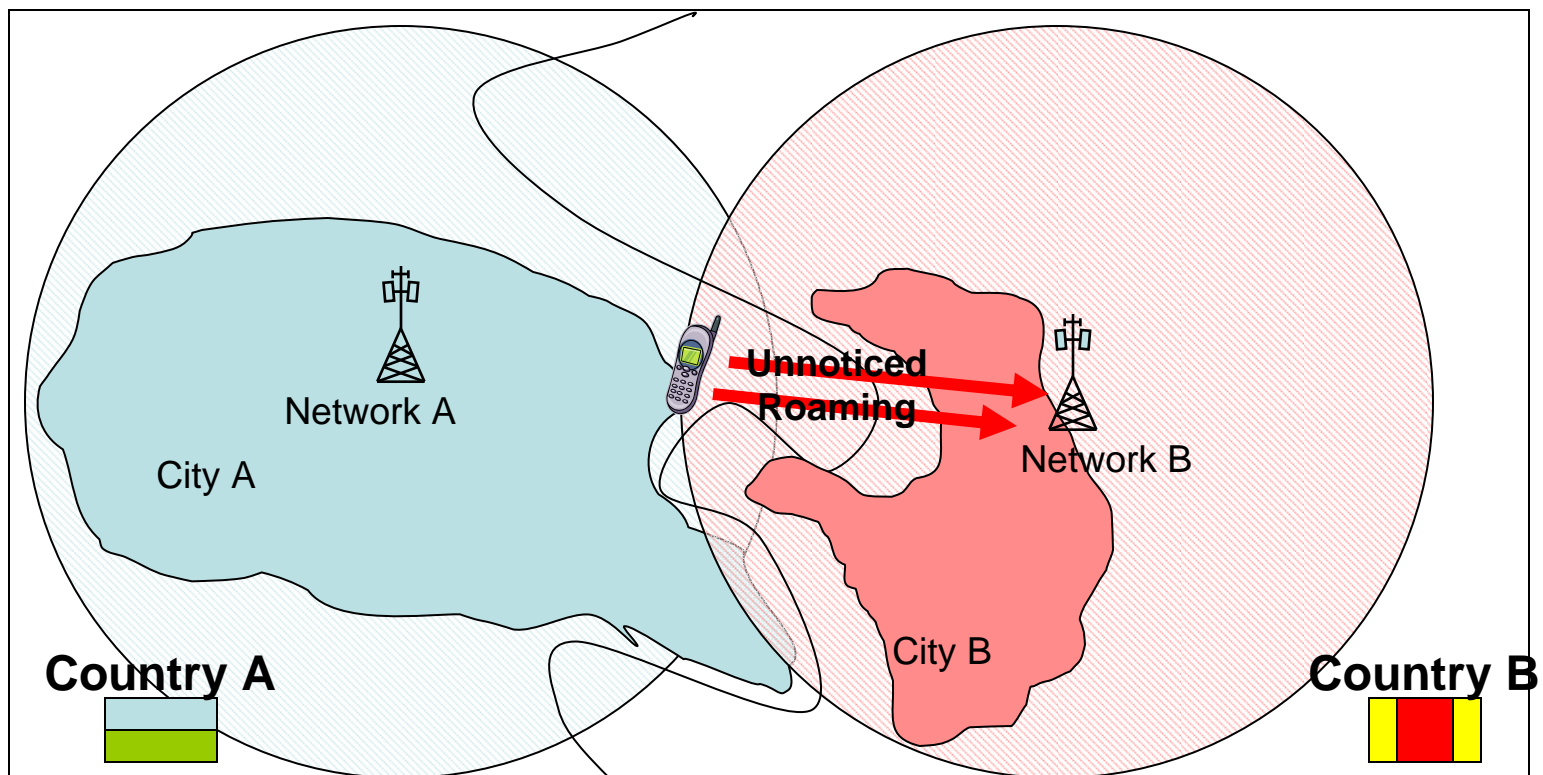 Unnoticed
Roaming
Network A
Network B
City A
City B
Country A
Country B